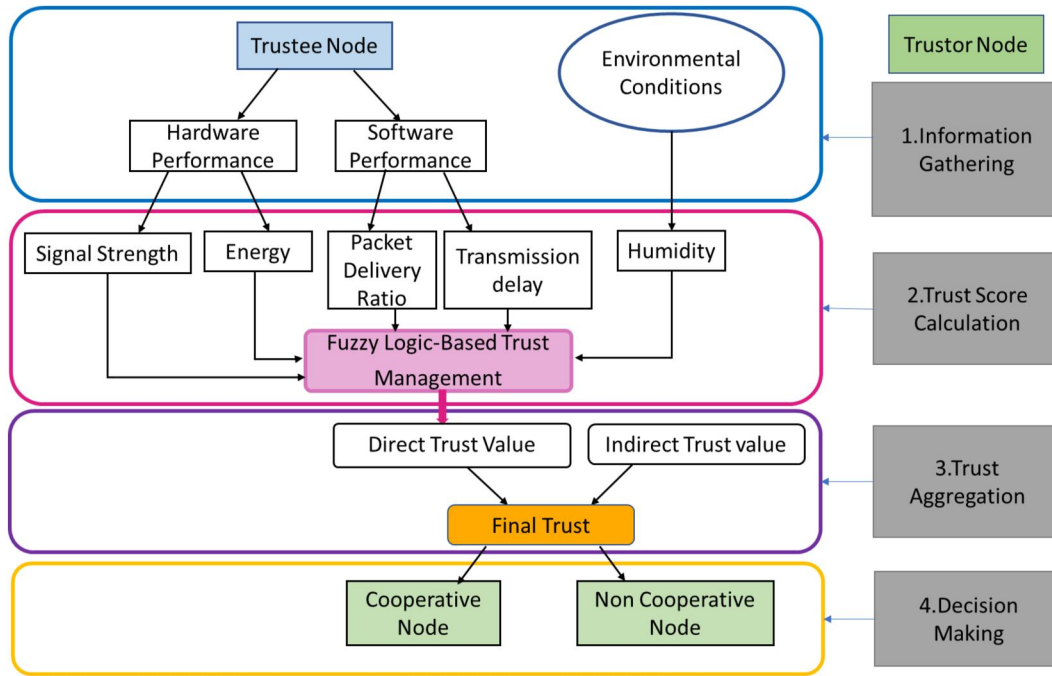 Trustee Node
Environmental
Conditions
Trustor Node
Hardware
Performance
Software
Performance
1.Information
Gathering
Signal Strength
Energy
Packet
Delivery
Ratio
Transmission
delay
Humidity
2.Trust Score
Calculation
Fuzzy Logic-Based Trust
Management
Direct Trust Value
Indirect Trust value
3.Trust
Aggregation
Final Trust
Cooperative
Node
Non Cooperative
Node
4.Decision
Making